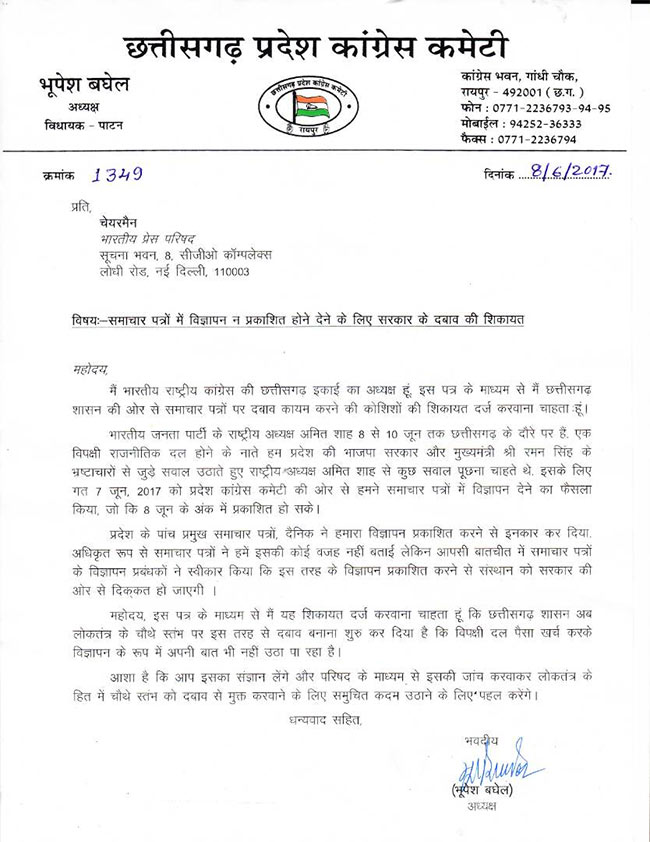 छत्तीसगढ़ प्रदेश कांग्रेस कमेटी
भूपेश बघेल
अध्यक्ष
विधायक - पाटन
छत्तीसगढ़ प्रदेश कांग्रेस कमेटी
रायपुर
कांग्रेस भवन, गांधी चौक,
रायपुर - 492001 ( छ.ग. )
फोन : 0771-2236793-94-95
मोबाईल : 94252-36333
फैक्स : 0771-2236794
क्रमांक 1349
दिनांक 8/6/2017.
प्रति,
चेयरमैन
भारतीय प्रेस परिषद
सूचना भवन, 8, सीजीओ कॉम्पलेक्स
लोधी रोड, नई दिल्ली, 110003
विषय:–समाचार पत्रों में विज्ञापन न प्रकाशित होने देने के लिए सरकार के दबाव की शिकायत
महोदय,
मैं भारतीय राष्ट्रीय कांग्रेस की छत्तीसगढ़ इकाई का अध्यक्ष हूं, इस पत्र के माध्यम से मैं छत्तीसगढ़
शासन की ओर से समाचार पत्रों पर दबाव कायम करने की कोशिशों की शिकायत दर्ज करवाना चाहता हूं।
भारतीय जनता पार्टी के राष्ट्रीय अध्यक्ष अमित शाह 8 से 10 जून तक छत्तीसगढ़ के दौरे पर हैं. एक
विपक्षी राजनीतिक दल होने के नाते हम प्रदेश की भाजपा सरकार और मुख्यमंत्री श्री रमन सिंह के
भ्रष्टाचारों से जुड़े सवाल उठाते हुए राष्ट्रीय अध्यक्ष अमित शाह से कुछ सवाल पूछना चाहते थे. इसके लिए
गत 7 जून, 2017 को प्रदेश कांग्रेस कमेटी की ओर से हमने समाचार पत्रों में विज्ञापन देने का फैसला
किया, जो कि 8 जून के अंक में प्रकाशित हो सके।
प्रदेश के पांच प्रमुख समाचार पत्रों, दैनिक ने हमारा विज्ञापन प्रकाशित करने से इनकार कर दिया.
अधिकृत रूप से समाचार पत्रों ने हमें इसकी कोई वजह नहीं बताई लेकिन आपसी बातचीत में समाचार पत्रों
के विज्ञापन प्रबंधकों ने स्वीकार किया कि इस तरह के विज्ञापन प्रकाशित करने से संस्थान को सरकार की
ओर से दिक्कत हो जाएगी ।
महोदय, इस पत्र के माध्यम से मैं यह शिकायत दर्ज करवाना चाहता हूं कि छत्तीसगढ़ शासन अब
लोकतंत्र के चौथे स्तंभ पर इस तरह से दबाव बनाना शुरु कर दिया है कि विपक्षी दल पैसा खर्च करके
विज्ञापन के रूप में अपनी बात भी नहीं उठा पा रहा है।
आशा है कि आप इसका संज्ञान लेंगे और परिषद के माध्यम से इसकी जांच करवाकर लोकतंत्र के
हित में चौथे स्तंभ को दबाव से मुक्त करवाने के लिए समुचित कदम उठाने के लिए पहल करेंगे।
धन्यवाद सहित,
भवदीय
(भूपेश बघेल)
अध्यक्ष